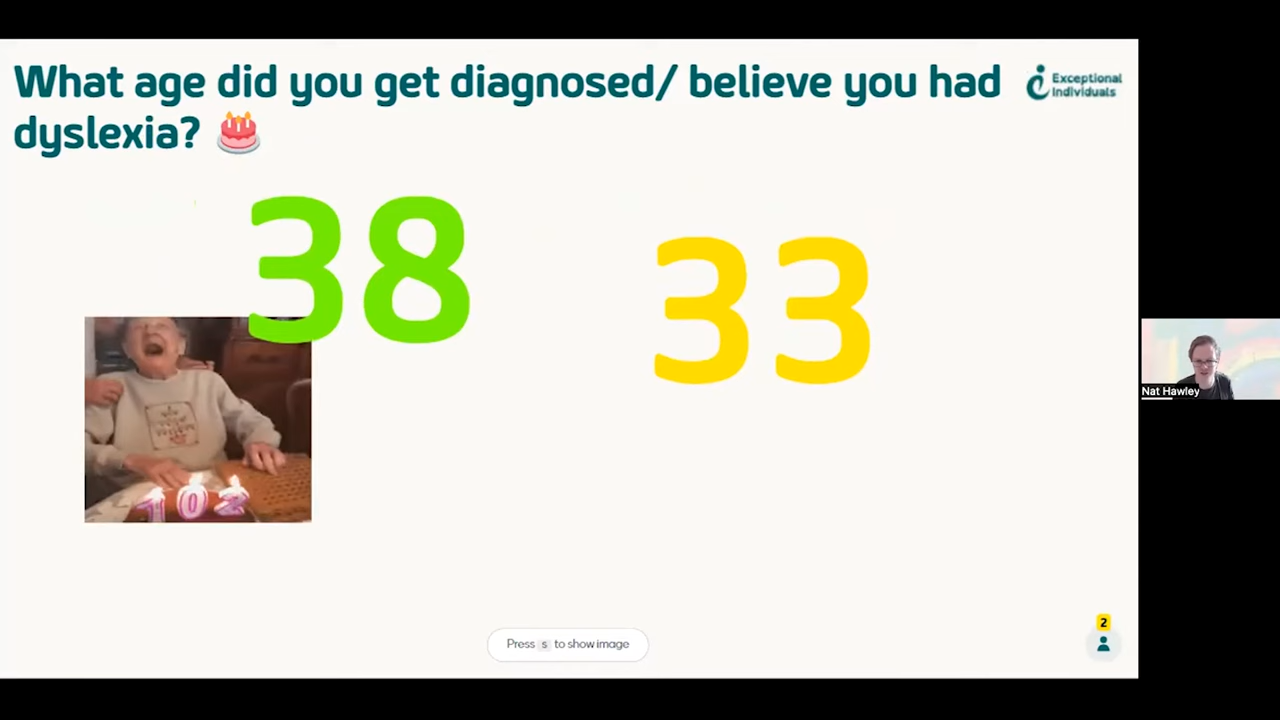 What age did you get diagnosed/ believe you had
dyslexia?
Exceptional
Individuals
38
33
102
Nat Hawley
Press s to show image
2